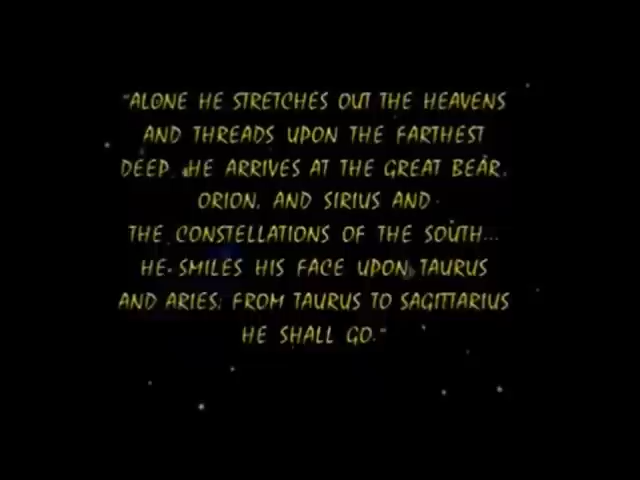 "ALONE HE STRETCHES OUT THE HEAVENS
AND THREADS UPON THE FARTHEST
DEEP. HE ARRIVES AT THE GREAT BEAR,
ORION, AND SIRIUS AND
THE CONSTELLATIONS OF THE SOUTH...
HE SMILES HIS FACE UPON TAURUS
AND ARIES; FROM TAURUS TO SAGITTARIUS
HE SHALL GO."